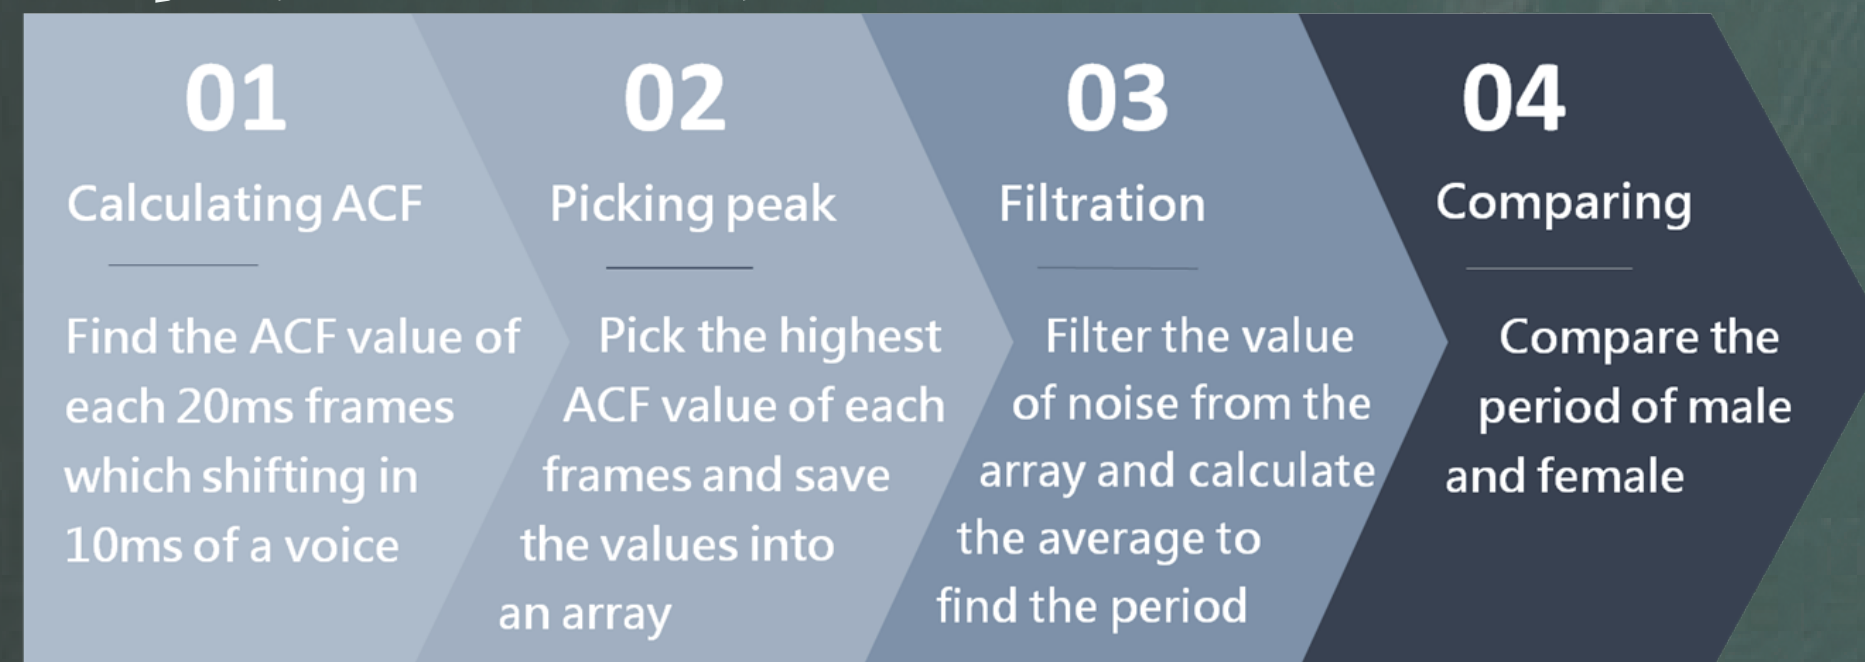 01
Calculating ACF
Find the ACF value of
each 20ms frames
which shifting in
10ms of a voice
02
Picking peak
Pick the highest
ACF value of each
frames and save
the values into
an array
03
Filtration
Filter the value
of noise from the
array and calculate
the average to
find the period
04
Comparing
Compare the
period of male
and female